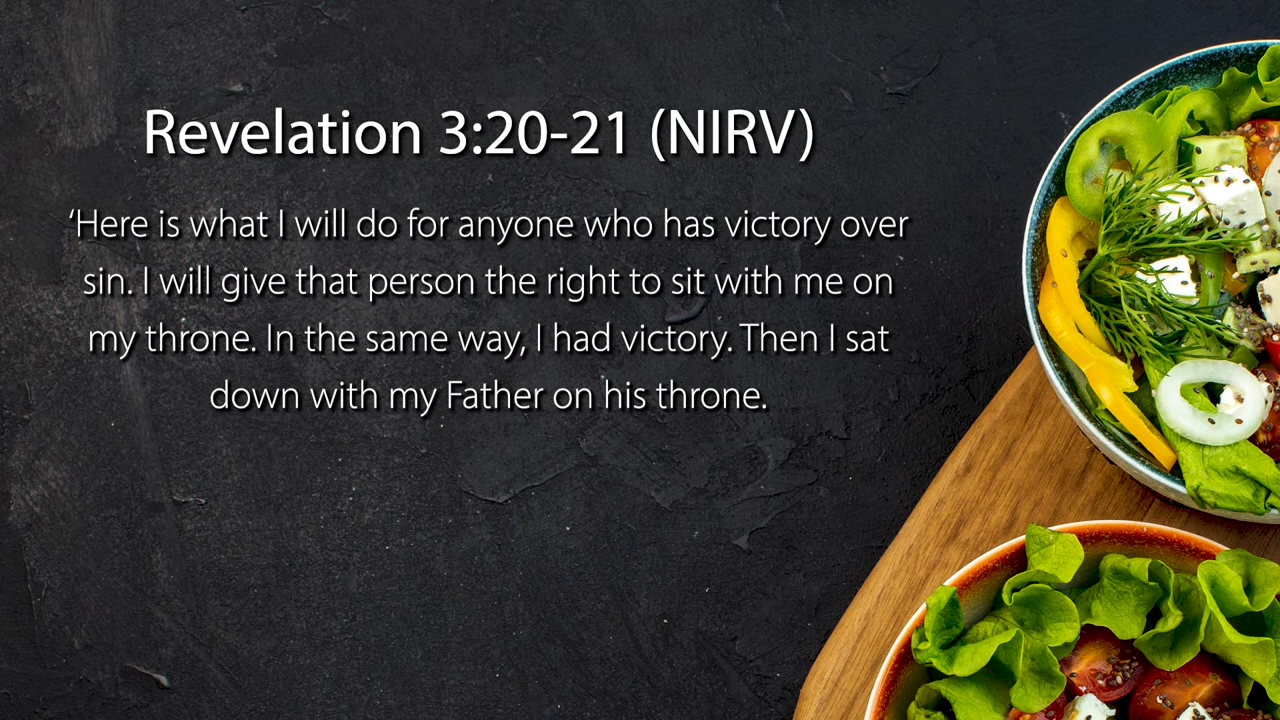 Revelation 3:20-21 (NIRV)
‘Here is what I will do for anyone who has victory over
sin. I will give that person the right to sit with me on
my throne. In the same way, I had victory. Then I sat
down with my Father on his throne.